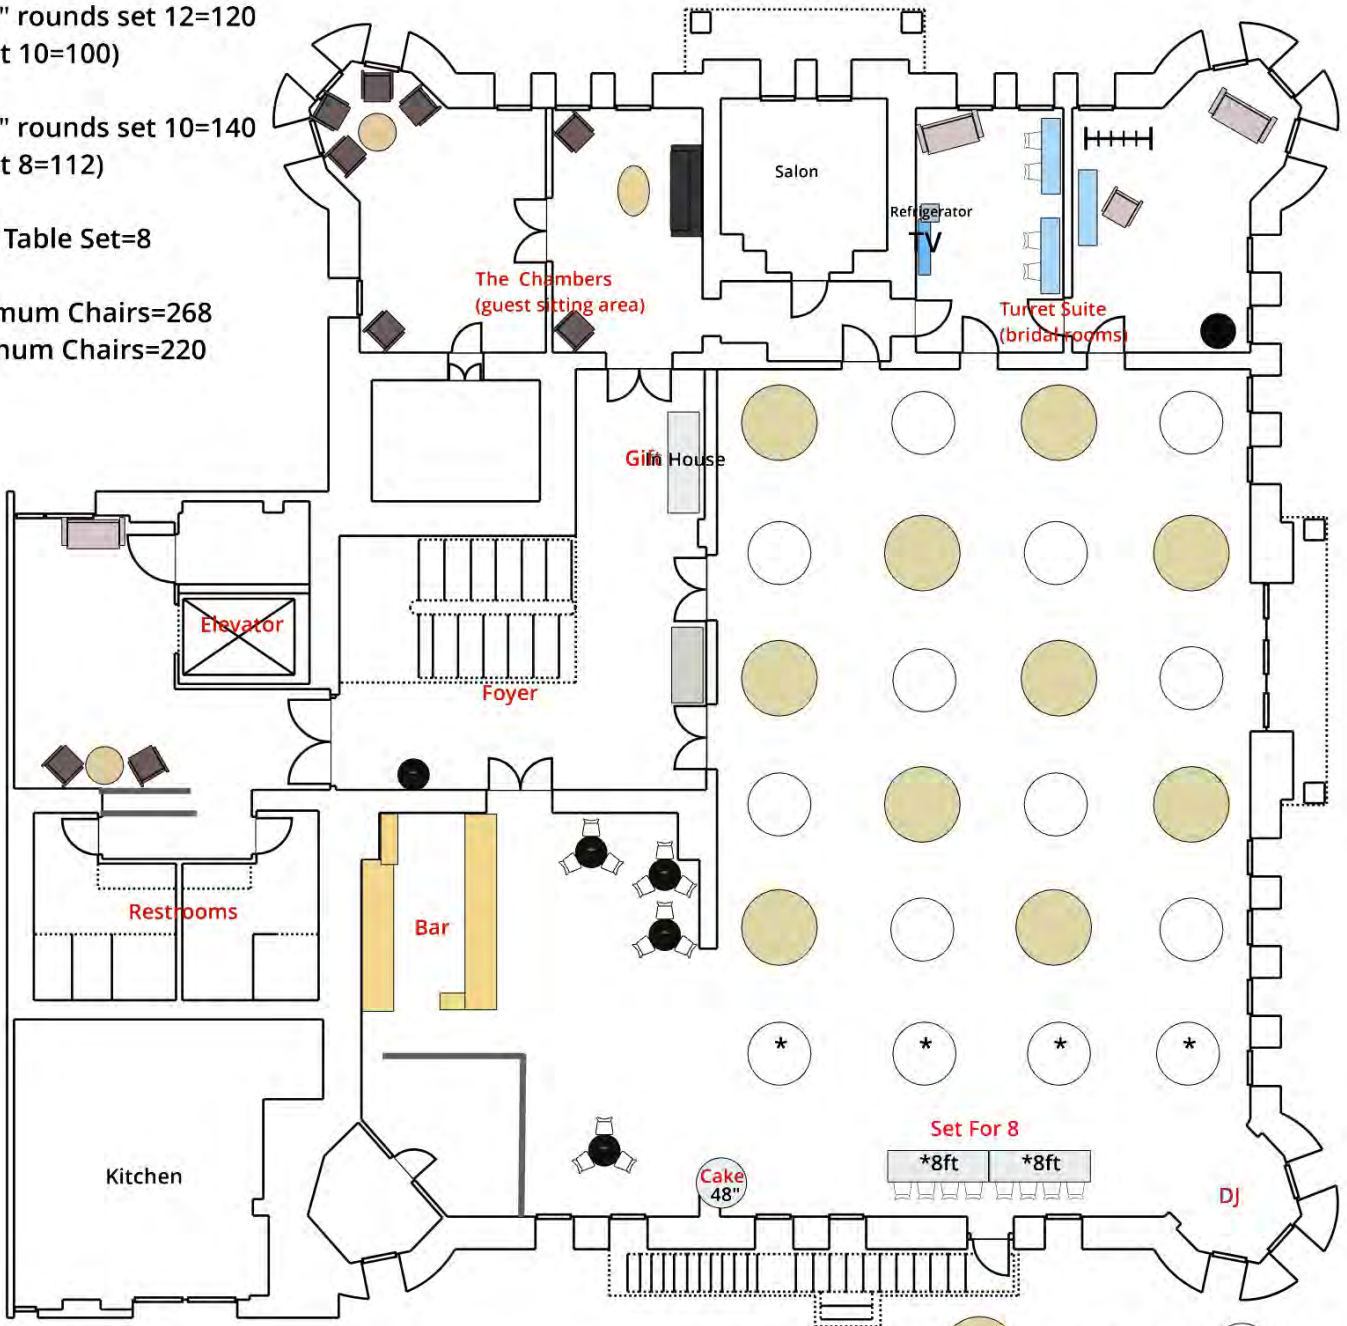 " rounds set 12=120
t 10=100)
" rounds set 10=140
t 8=112)
Table Set=8
mum Chairs=268
num Chairs=220
Salon
Refrigerator
TV
The Chambers
(guest sitting area)
Turret Suite
(bridal rooms)
Gift
In House
Elevator
Foyer
Restrooms
Bar
* * * *
Set For 8
*8ft *8ft
Kitchen
Cake
48"
DJ